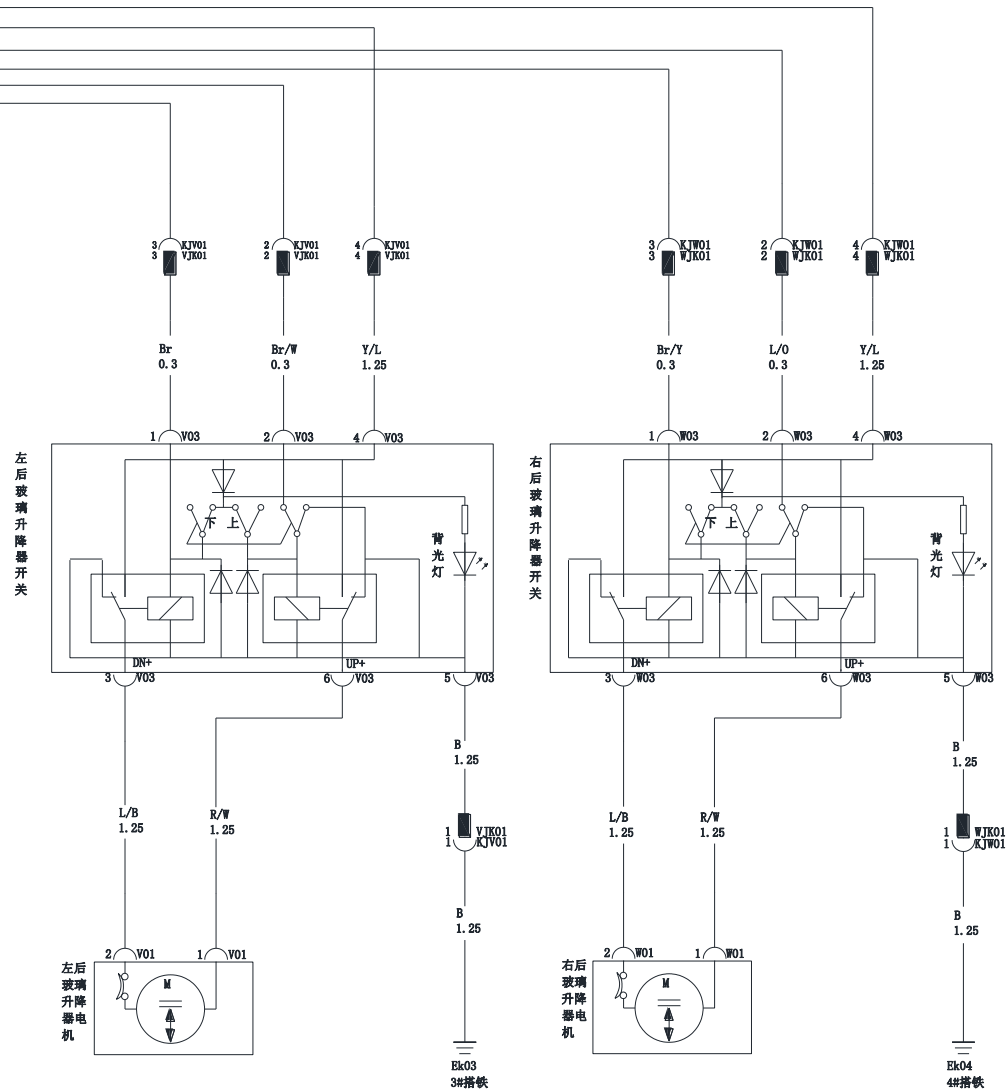 3 KJV01
3 VJK01
2 KJV01
2 VJK01
4 KJV01
4 VJK01
3 KJW01
3 WJK01
2 KJW01
2 WJK01
4 KJW01
4 WJK01
Br
0.3
Br/W
0.3
Y/L
1.25
Br/Y
0.3
L/O
0.3
Y/L
1.25
1 V03
2 V03
4 V03
1 W03
2 W03
4 W03
左后玻璃升降器开关
下 上
背光灯
DN+
UP+
右后玻璃升降器开关
下 上
背光灯
DN+
UP+
3 V03
6 V03
5 V03
3 W03
6 W03
5 W03
B
1.25
B
1.25
L/B
1.25
R/W
1.25
L/B
1.25
R/W
1.25
1 VJK01
1 KJV01
1 WJK01
1 KJW01
B
1.25
B
1.25
2 V01
1 V01
2 W01
1 W01
左后
玻璃
升降
器电
机
M
右后
玻璃
升降
器电
机
M
Ek03
3#搭铁
Ek04
4#搭铁